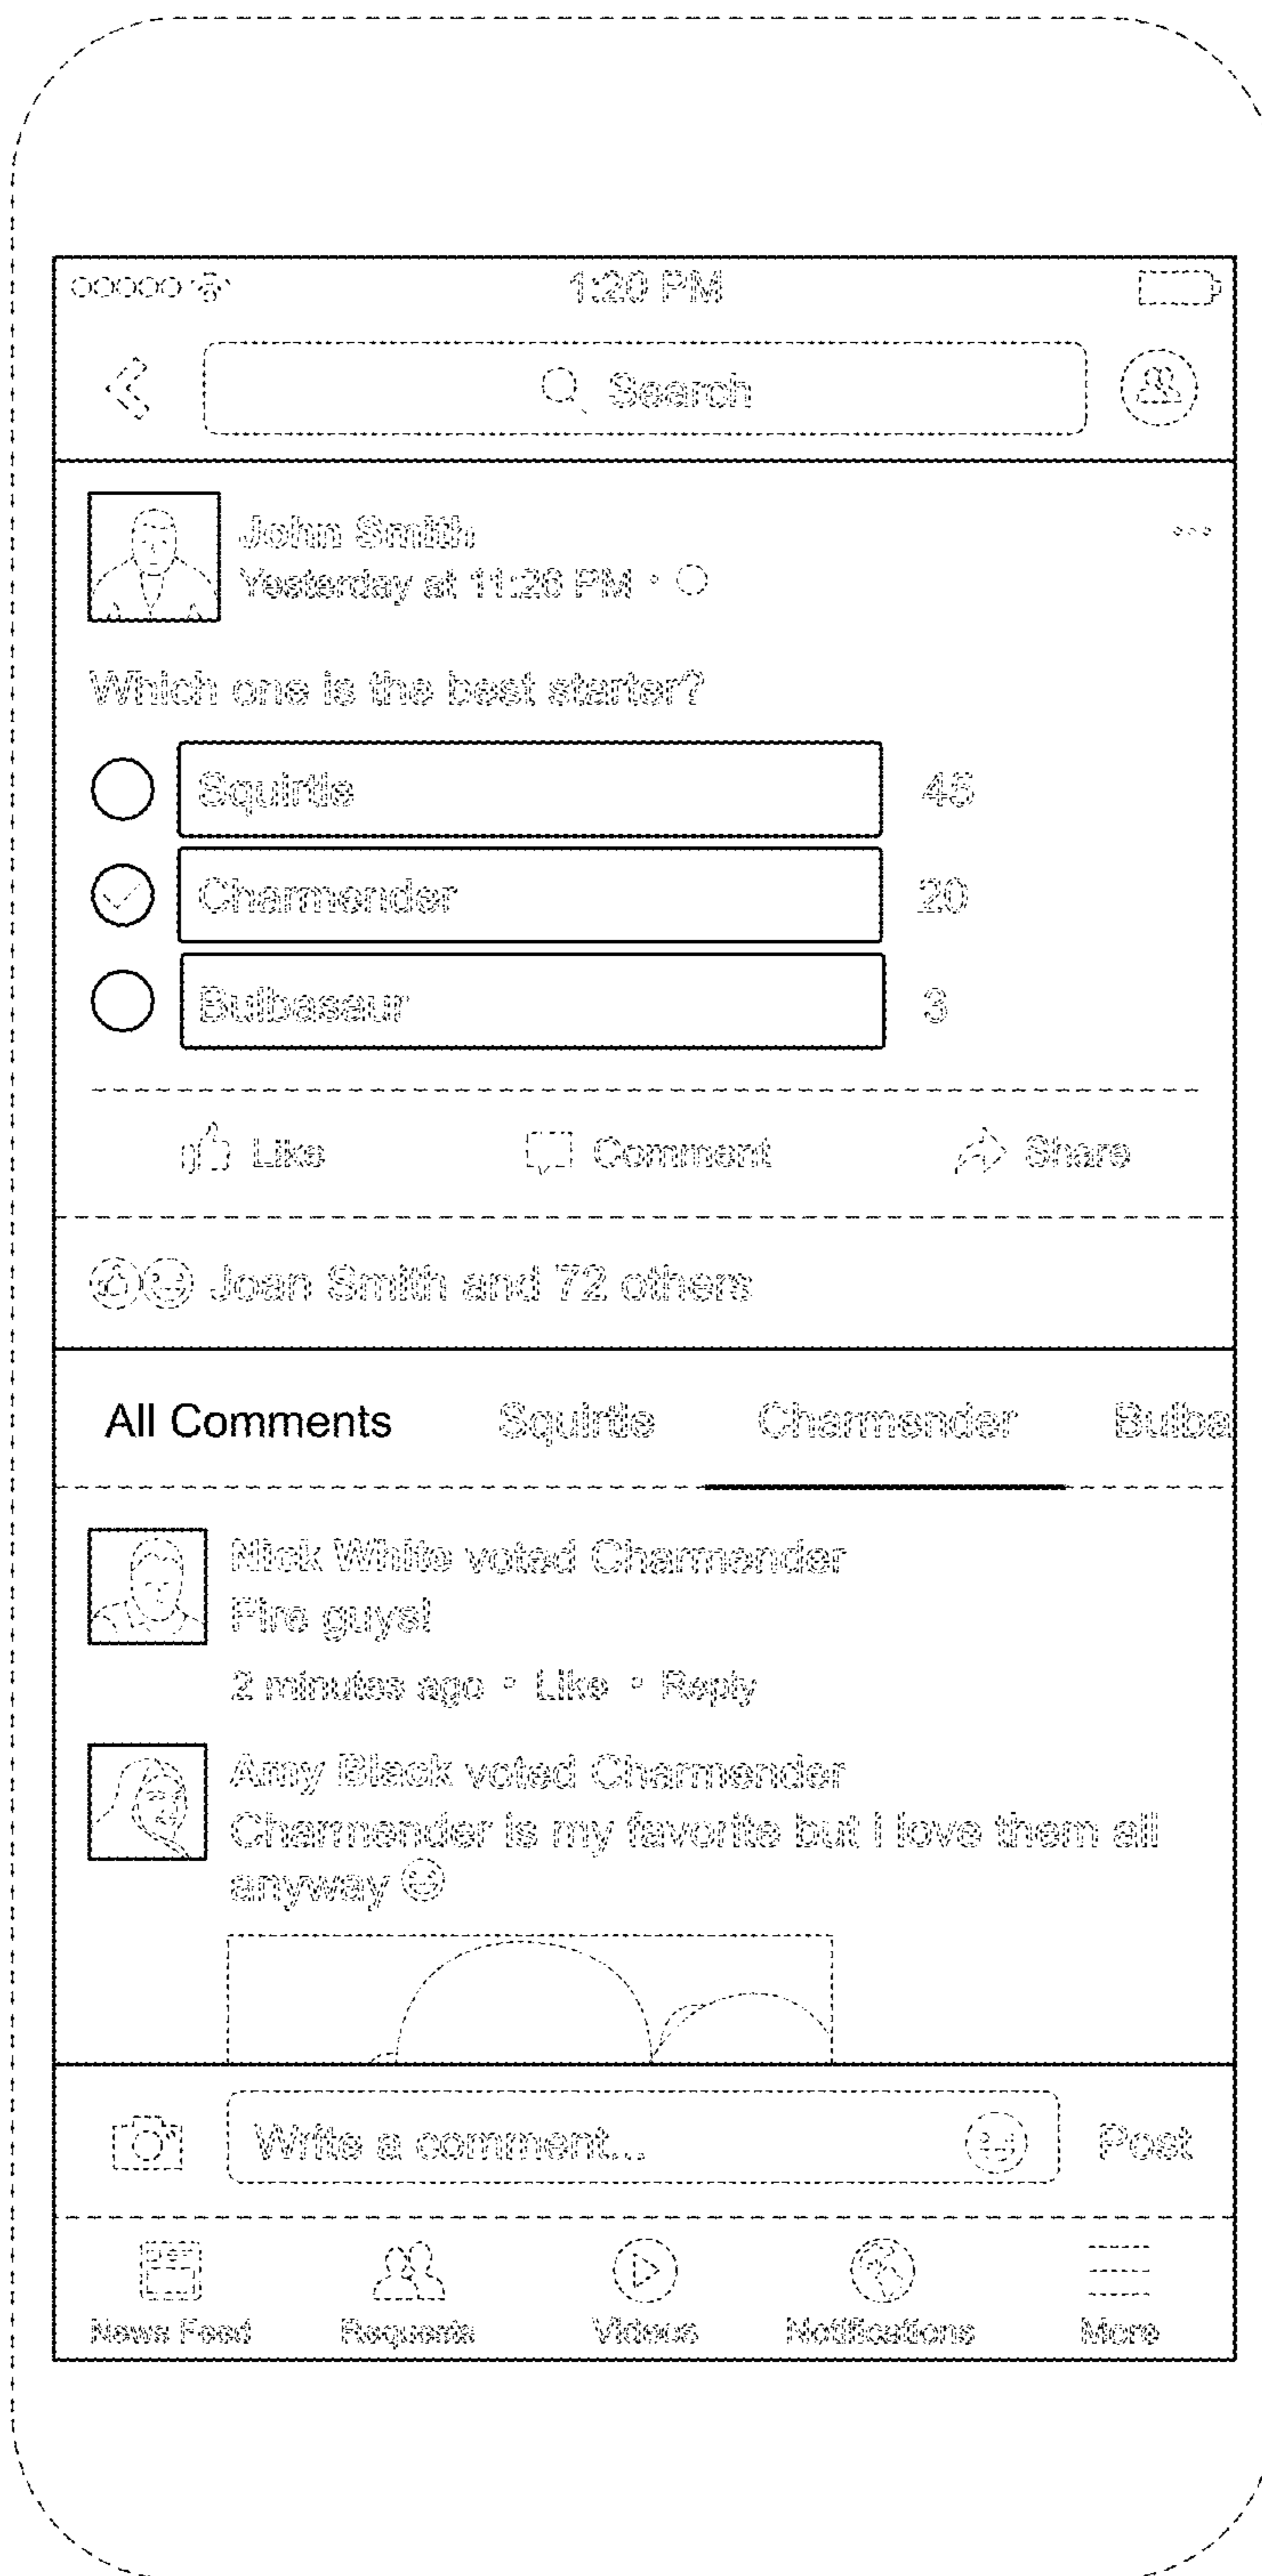 1:20 PM
Search
John Smith
Yesterday at 11:26 PM •
Which one is the best starter?
Squirtle 45
Charmender 20
Bulbasaur 3
Like Comment Share
Joan Smith and 72 others
All Comments Squirtle Charmender Bulba
Nick White voted Charmender
Fire guys!
2 minutes ago • Like • Reply
Amy Black voted Charmender
Charmender is my favorite but I love them all
anyway
Write a comment... Post
News Feed Requests Videos Notifications More